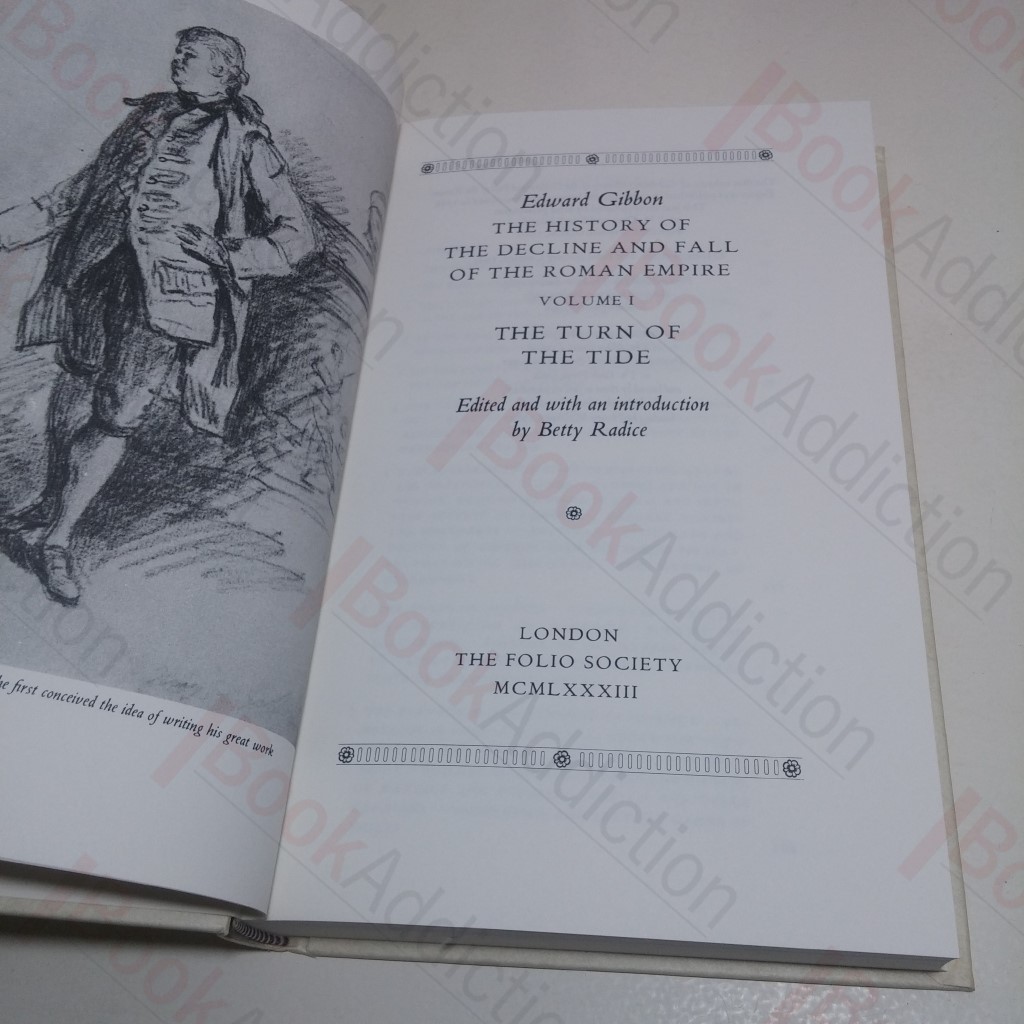 he first conceived the idea of writing his great work
Edward Gibbon
THE HISTORY OF
THE DECLINE AND FALL
OF THE ROMAN EMPIRE
VOLUME I
THE TURN OF
THE TIDE
Edited and with an introduction
by Betty Radice
LONDON
THE FOLIO SOCIETY
MCMLXXXIII
BookAddiction